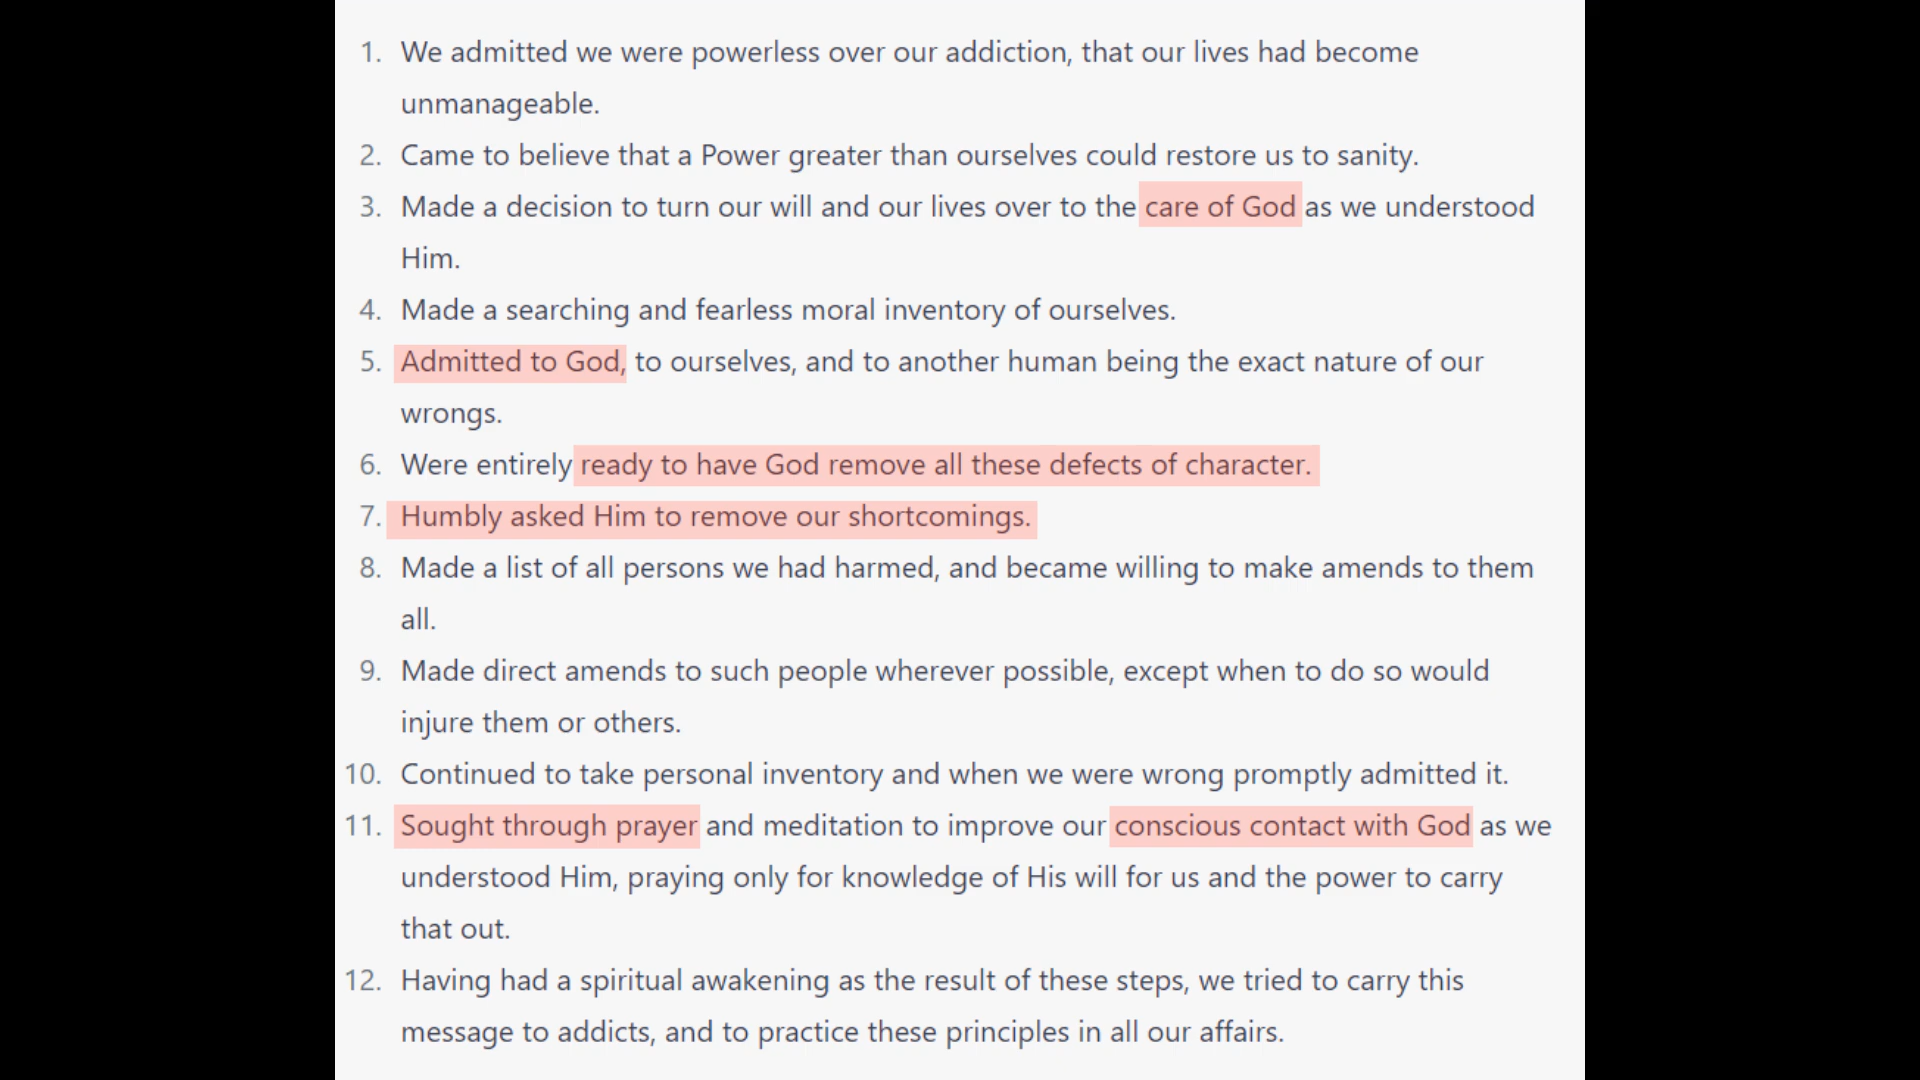 1. We admitted we were powerless over our addiction, that our lives had become
unmanageable.
2. Came to believe that a Power greater than ourselves could restore us to sanity.
3. Made a decision to turn our will and our lives over to the care of God as we understood
Him.
4. Made a searching and fearless moral inventory of ourselves.
5. Admitted to God, to ourselves, and to another human being the exact nature of our
wrongs.
6. Were entirely ready to have God remove all these defects of character.
7. Humbly asked Him to remove our shortcomings.
8. Made a list of all persons we had harmed, and became willing to make amends to them
all.
9. Made direct amends to such people wherever possible, except when to do so would
injure them or others.
10. Continued to take personal inventory and when we were wrong promptly admitted it.
11. Sought through prayer and meditation to improve our conscious contact with God as we
understood Him, praying only for knowledge of His will for us and the power to carry
that out.
12. Having had a spiritual awakening as the result of these steps, we tried to carry this
message to addicts, and to practice these principles in all our affairs.